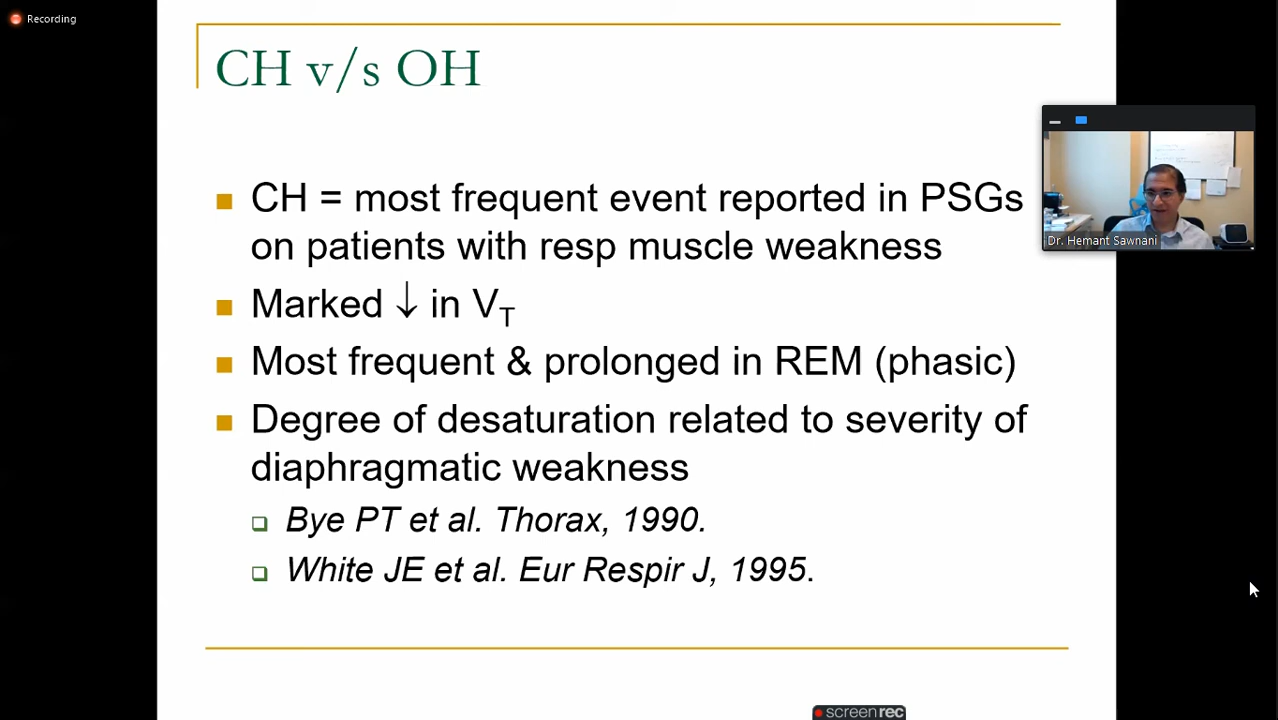 Recording
CH v/s OH
CH = most frequent event reported in PSGs
on patients with resp muscle weakness
Marked ↓ in VT
Most frequent & prolonged in REM (phasic)
Degree of desaturation related to severity of
diaphragmatic weakness
Bye PT et al. Thorax, 1990.
White JE et al. Eur Respir J, 1995.
Dr. Hemant Sawnani
screenrec